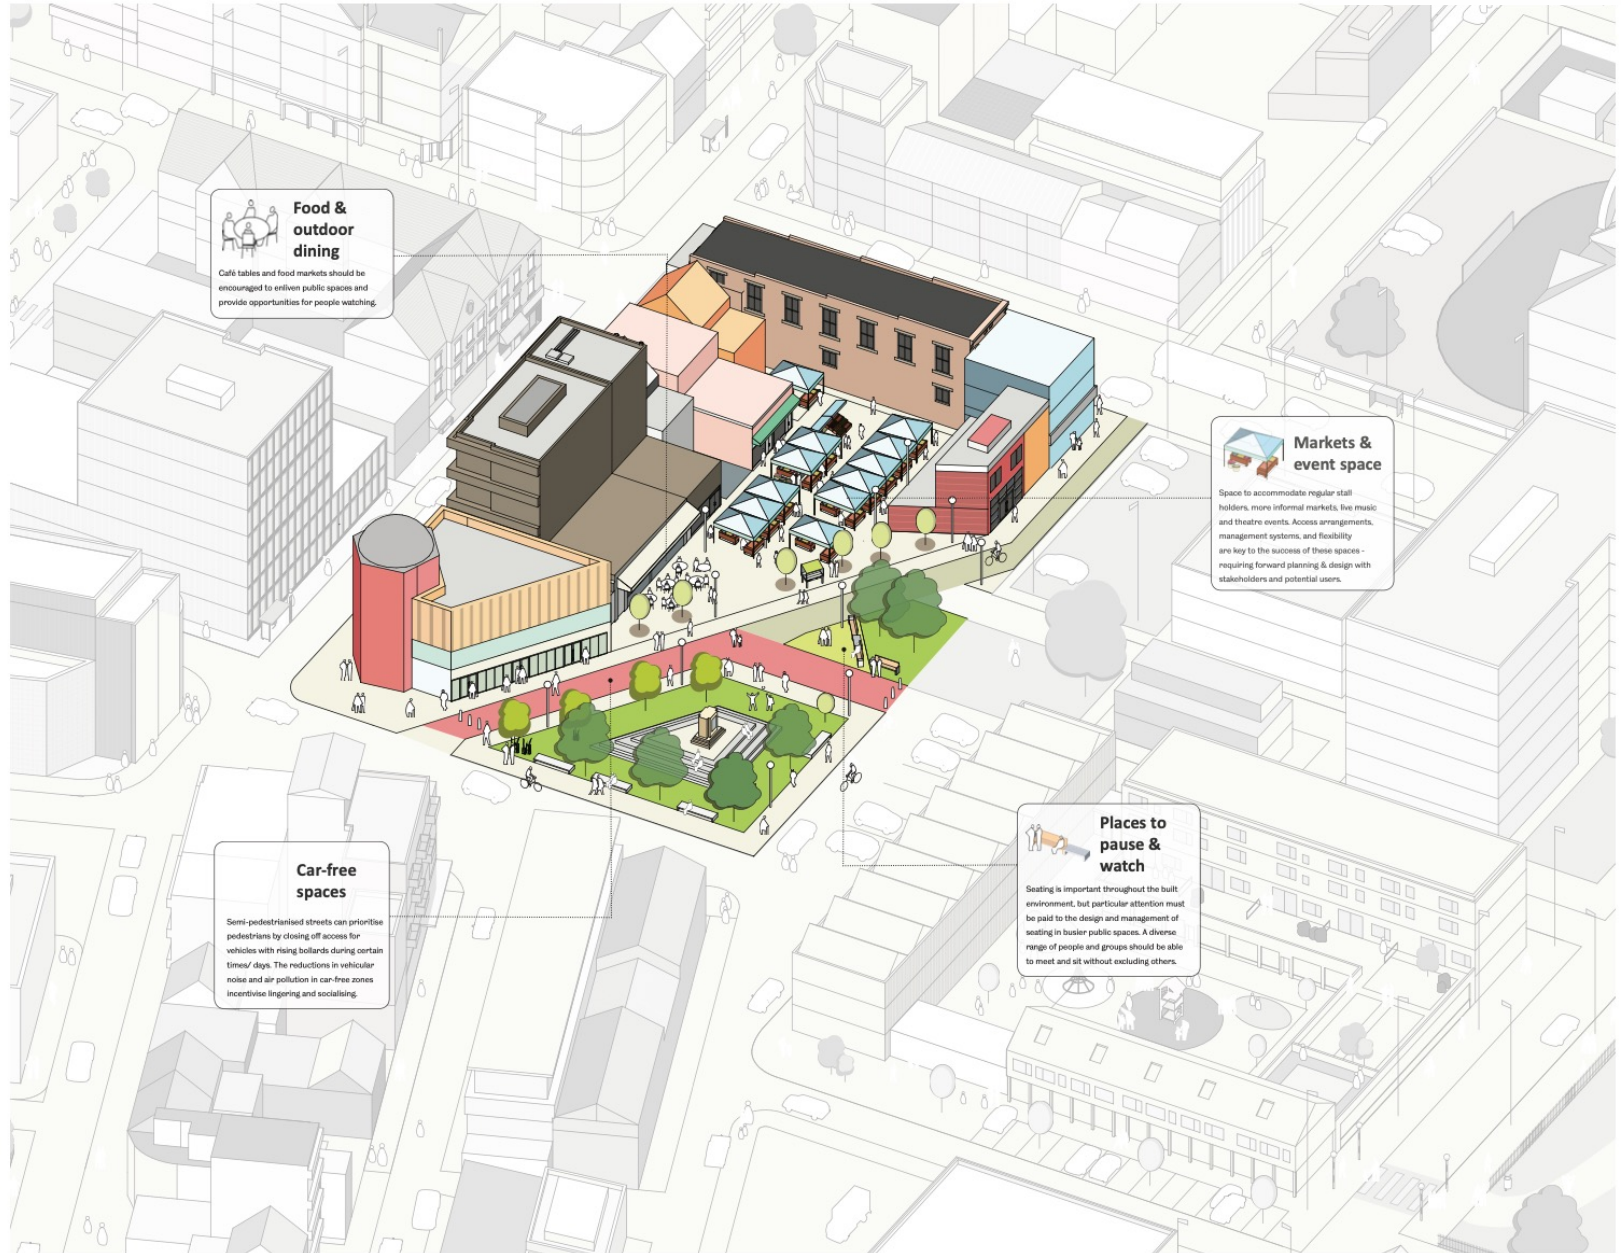 Food &
outdoor
dining
Café tables and food markets should be
encouraged to enliven public spaces and
provide opportunities for people watching.
Markets &
event space
Space to accommodate regular stall
holders, more informal markets, live music
and theatre events. Access arrangements,
management systems, and flexibility
are key to the success of these spaces -
requiring forward planning & design with
stakeholders and potential users.
Car-free
spaces
Semi-pedestrianised streets can prioritise
pedestrians by closing off access for
vehicles with rising bollards during certain
times/ days. The reductions in vehicular
noise and air pollution in car-free zones
incentivise lingering and socialising.
Places to
pause &
watch
Seating is important throughout the built
environment, but particular attention must
be paid to the design and management of
seating in busier public spaces. A diverse
range of people and groups should be able
to meet and sit without excluding others.